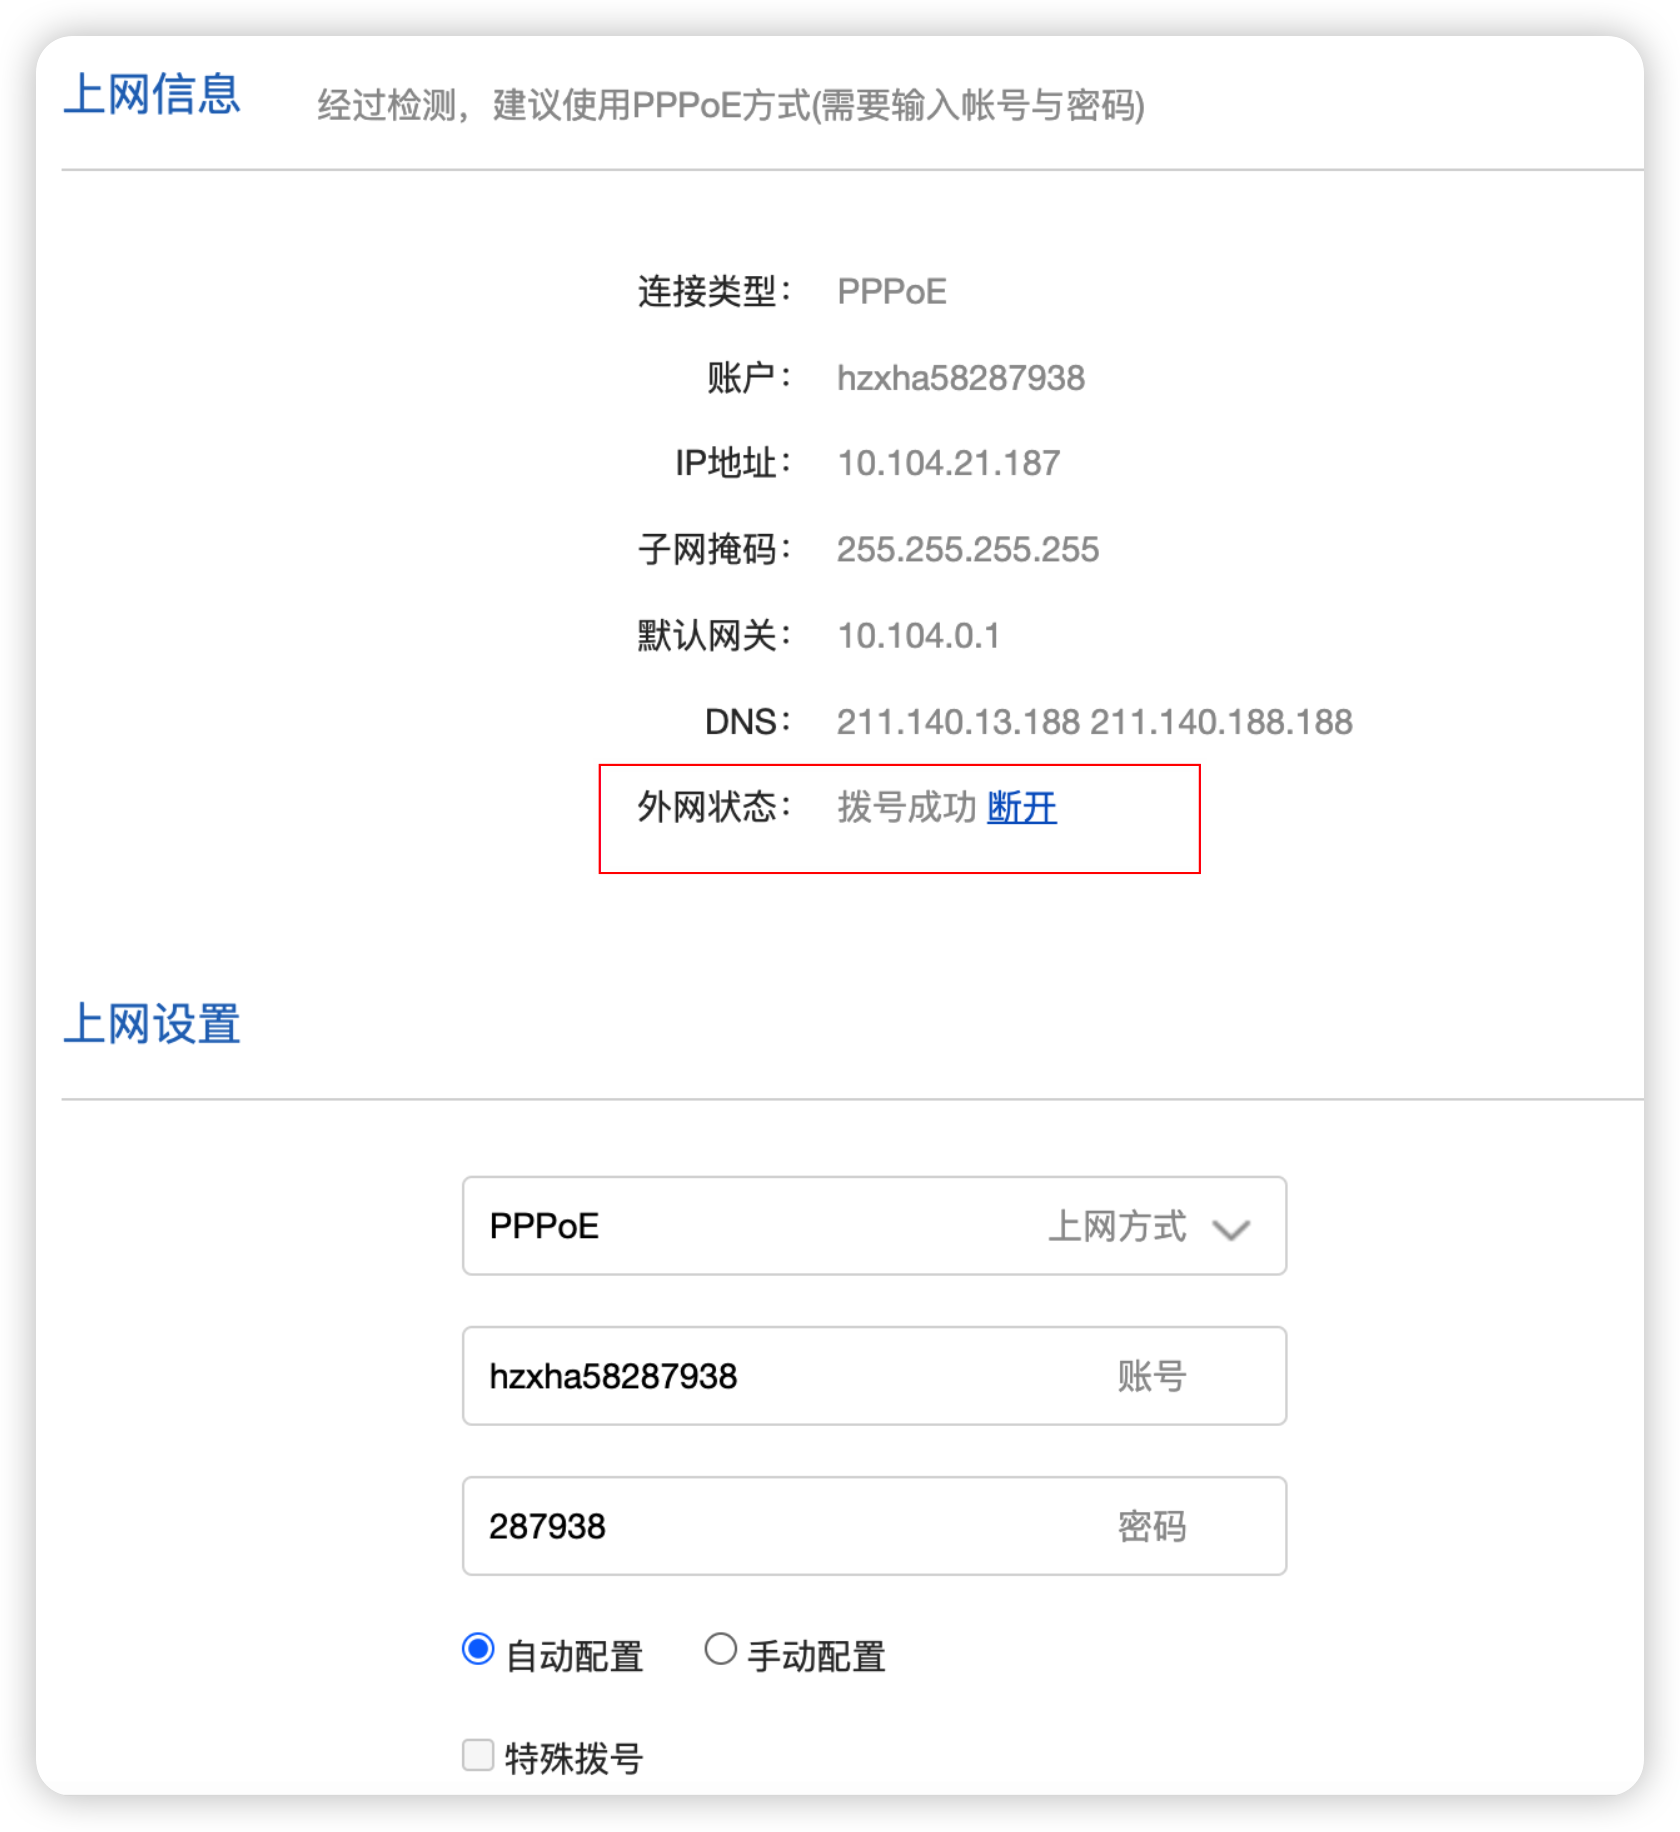 上网信息 经过检测，建议使用PPPoE方式(需要输入帐号与密码)
连接类型： PPPoE
账户： hzxha58287938
IP地址： 10.104.21.187
子网掩码： 255.255.255.255
默认网关： 10.104.0.1
DNS： 211.140.13.188 211.140.188.188
外网状态： 拨号成功 断开
上网设置
PPPoE 上网方式
hzxha58287938 账号
287938 密码
自动配置 手动配置
特殊拨号